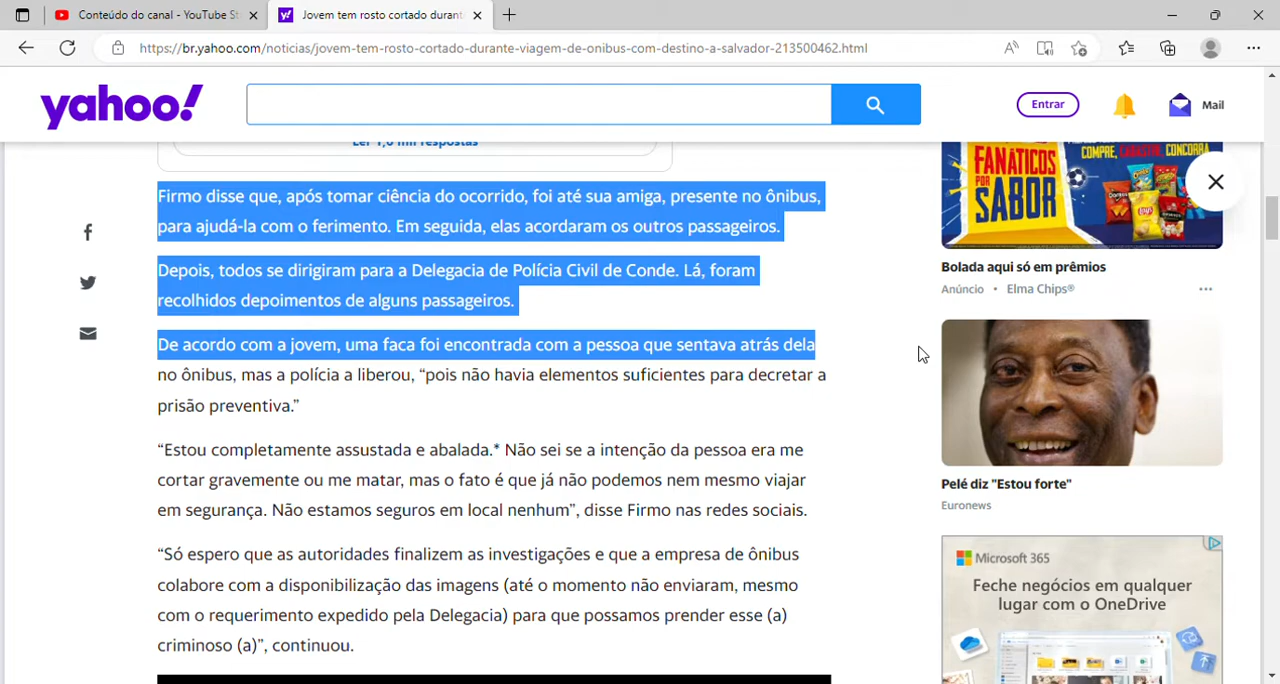 Conteúdo do canal - YouTube St
Jovem tem rosto cortado durant
https://br.yahoo.com/noticias/jovem-tem-rosto-cortado-durante-viagem-de-onibus-com-destino-a-salvador-213500462.html
yahoo!
Entrar
Mail
Ler 1,6 mil respostas
Firmo disse que, após tomar ciência do ocorrido, foi até sua amiga, presente no ônibus,
para ajudá-la com o ferimento. Em seguida, elas acordaram os outros passageiros.
Depois, todos se dirigiram para a Delegacia de Polícia Civil de Conde. Lá, foram
recolhidos depoimentos de alguns passageiros.
De acordo com a jovem, uma faca foi encontrada com a pessoa que sentava atrás dela
no ônibus, mas a polícia a liberou, “pois não havia elementos suficientes para decretar a
prisão preventiva.”
“Estou completamente assustada e abalada.* Não sei se a intenção da pessoa era me
cortar gravemente ou me matar, mas o fato é que já não podemos nem mesmo viajar
em segurança. Não estamos seguros em local nenhum”, disse Firmo nas redes sociais.
“Só espero que as autoridades finalizem as investigações e que a empresa de ônibus
colabore com a disponibilização das imagens (até o momento não enviaram, mesmo
com o requerimento expedido pela Delegacia) para que possamos prender esse (a)
criminoso (a)”, continuou.
COMPRE, CADASTRE, CONCORRA
FANÁTICOS
POR
SABOR
Bolada aqui só em prêmios
Anúncio • Elma Chips®
Pelé diz "Estou forte"
Euronews
Microsoft 365
Feche negócios em qualquer
lugar com o OneDrive